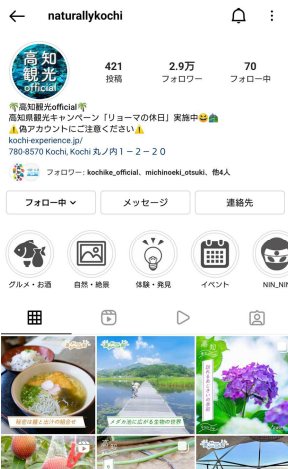 naturallykochi
高知
観光
official
421
2.9万
70
投稿
フォロワー
フォロー中
🌴高知観光official🌴
高知県観光キャンペーン「リョーマの休日」実施中
⚠️偽アカウントにご注意ください⚠️
kochi-experience.jp/
780-8570 Kochi, Kochi 丸ノ内１－２－２０
フォロワー: kochike_official、michinoeki_otsuki、他4人
フォロー中
メッセージ
連絡先
グルメ・お酒
自然・絶景
体験・発見
イベント
NIN_NIN
秘密は麺と出汁の組合せ
メダカ池に広がる生物の世界
高知